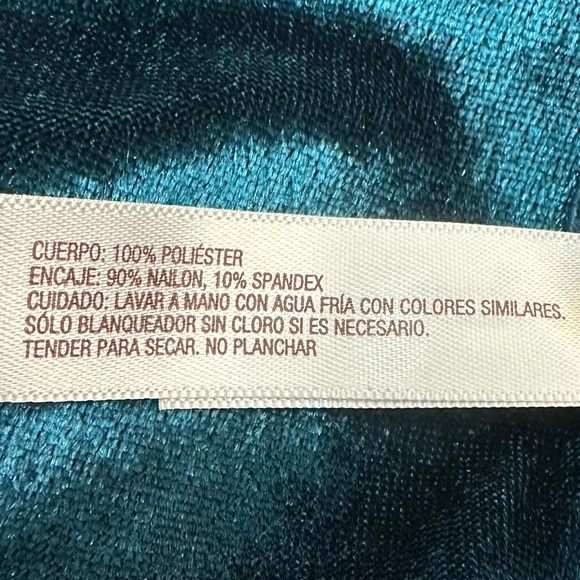 CUERPO: 100% POLIÉSTER
ENCAJE: 90% NAILON, 10% SPANDEX
CUIDADO: LAVAR A MANO CON AGUA FRÍA CON COLORES SIMILARES.
SÓLO BLANQUEADOR SIN CLORO SI ES NECESARIO.
TENDER PARA SECAR. NO PLANCHAR